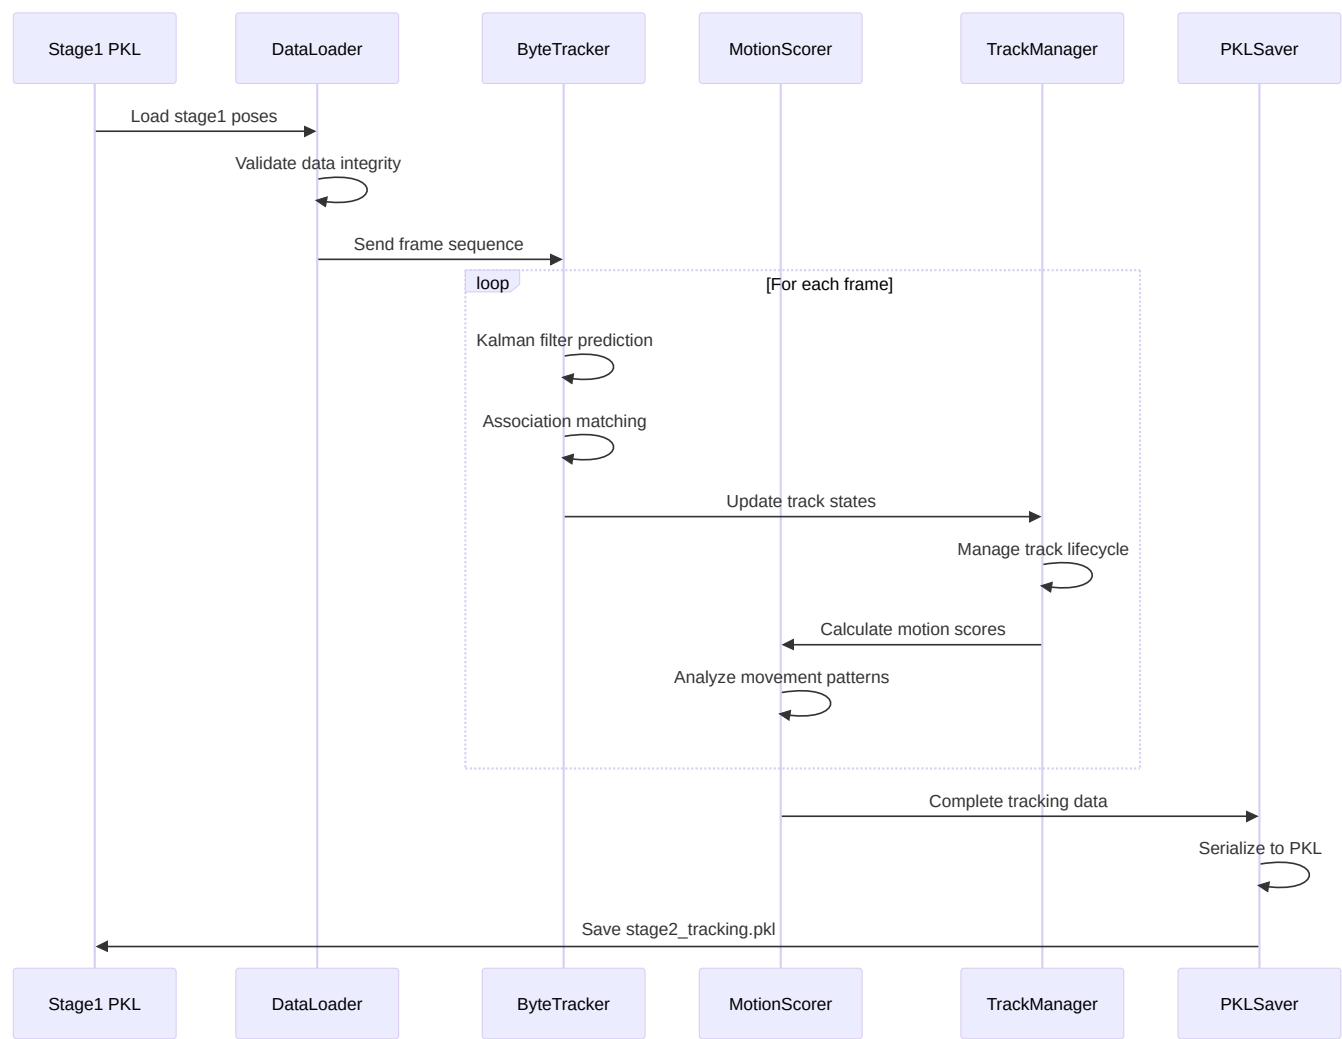 Stage1 PKL
DataLoader
ByteTracker
MotionScorer
TrackManager
PKLSaver
Load stage1 poses
Validate data integrity
Send frame sequence
loop
[For each frame]
Kalman filter prediction
Association matching
Update track states
Manage track lifecycle
Calculate motion scores
Analyze movement patterns
Complete tracking data
Serialize to PKL
Save stage2_tracking.pkl
Stage1 PKL
DataLoader
ByteTracker
MotionScorer
TrackManager
PKLSaver